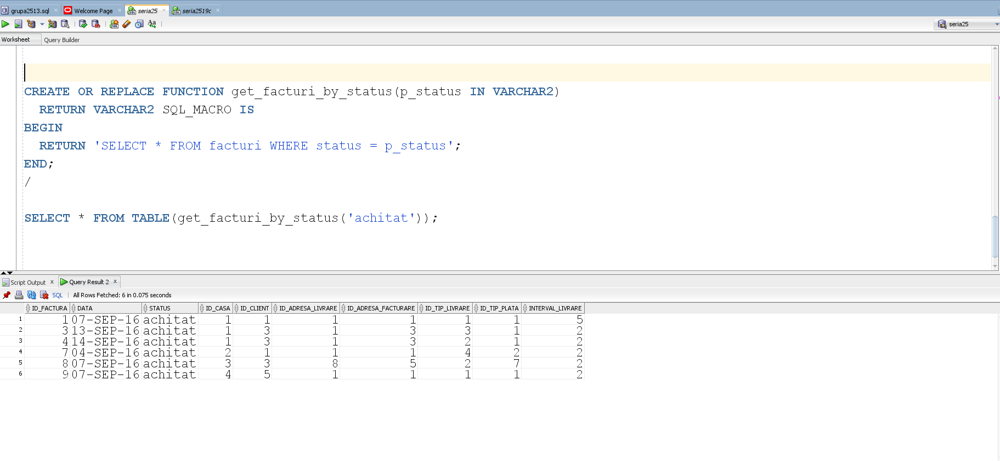 grupa2513.sql Welcome Page seria25 seria2519c
seria25
Worksheet Query Builder
CREATE OR REPLACE FUNCTION get_facturi_by_status(p_status IN VARCHAR2)
RETURN VARCHAR2 SQL_MACRO IS
BEGIN
RETURN 'SELECT * FROM facturi WHERE status = p_status';
END;
/
SELECT * FROM TABLE(get_facturi_by_status('achitat'));
Script Output Query Result 2
SQL All Rows Fetched: 6 in 0.075 seconds
ID_FACTURA DATA STATUS ID_CASA ID_CLIENT ID_ADRESA_LIVRARE ID_ADRESA_FACTURARE ID_TIP_LIVRARE ID_TIP_PLATA INTERVAL_LIVRARE
1 1 07-SEP-16 achitat 1 1 1 1 1 1 5
2 3 13-SEP-16 achitat 1 3 1 3 3 1 2
3 4 14-SEP-16 achitat 1 3 1 3 2 1 2
4 7 04-SEP-16 achitat 2 1 1 1 4 2 2
5 8 07-SEP-16 achitat 3 3 8 5 2 7 2
6 9 07-SEP-16 achitat 4 5 1 1 1 1 2